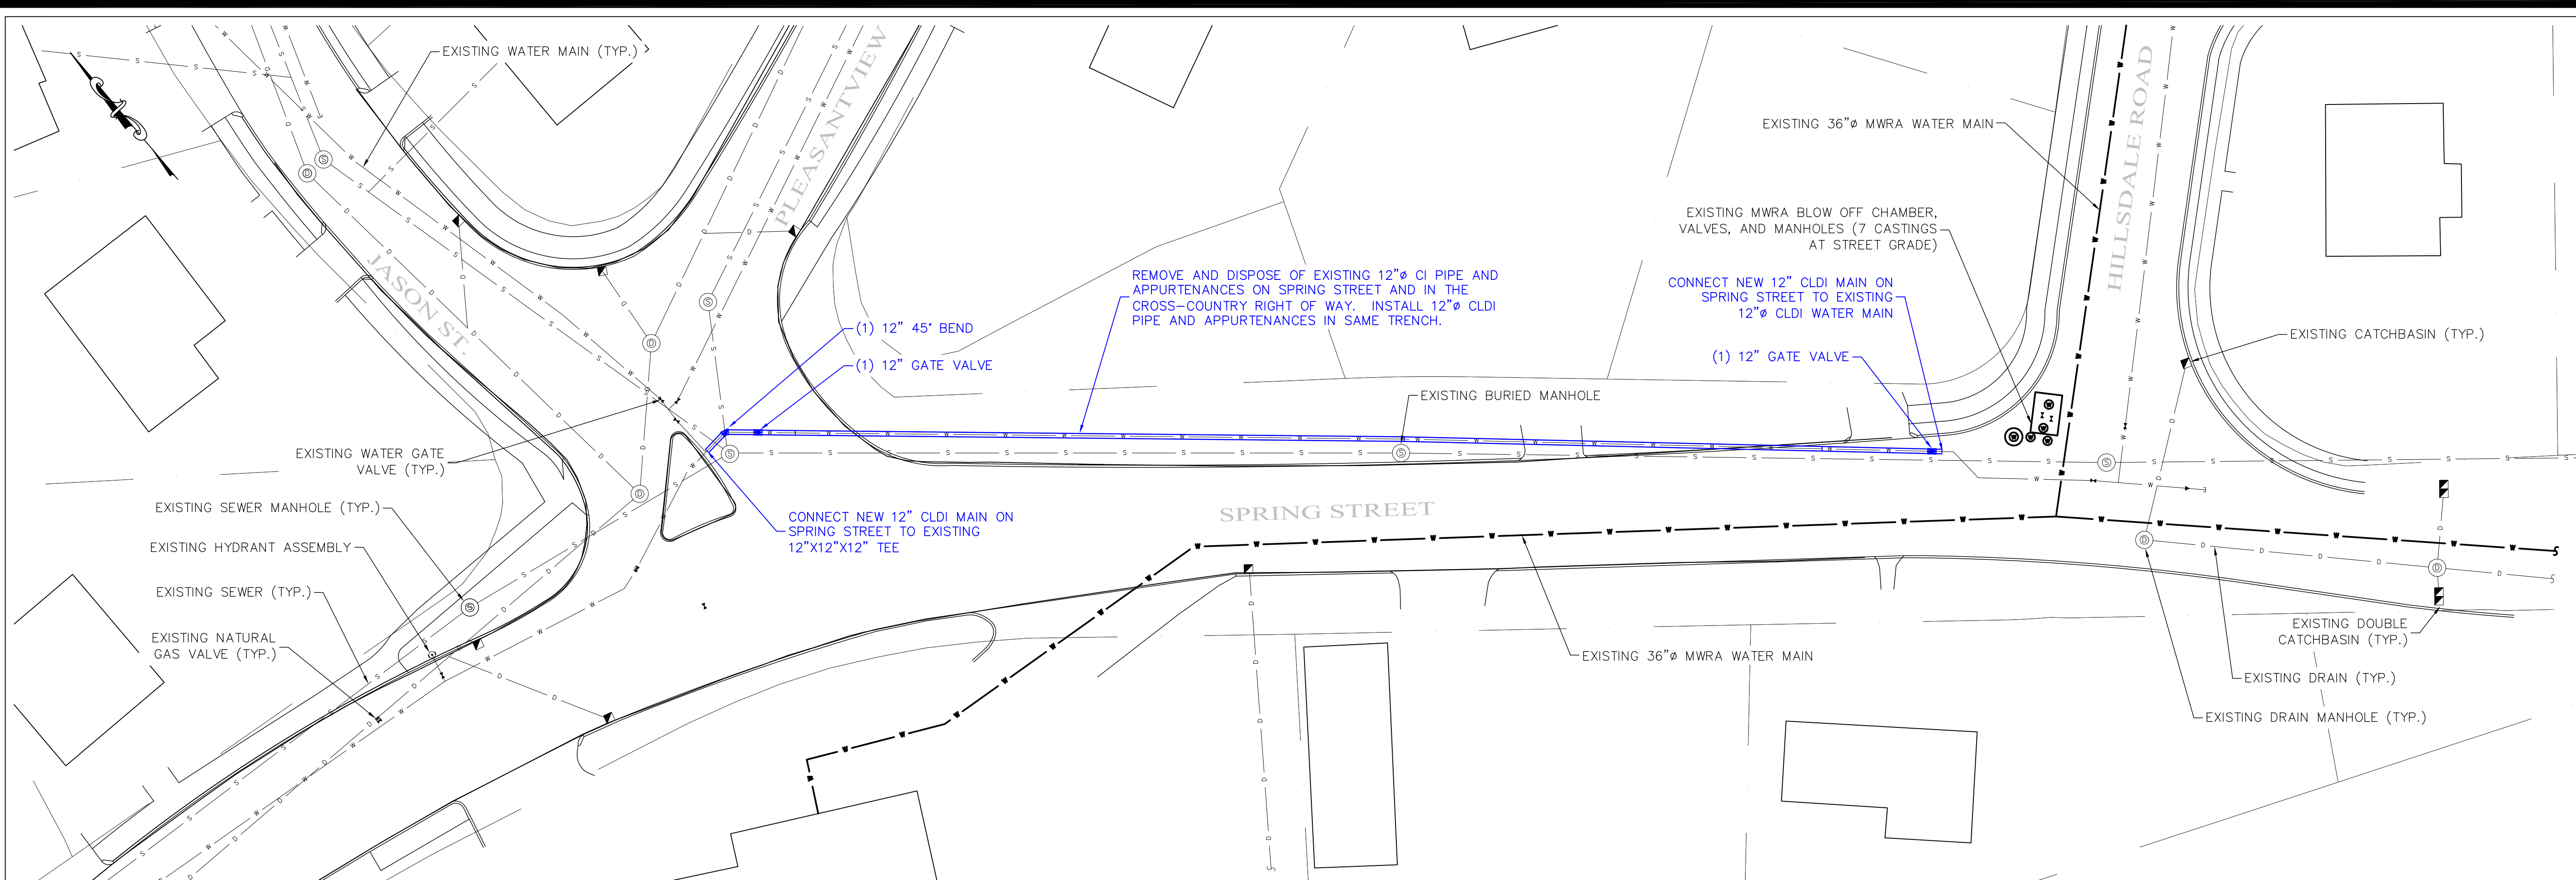 EXISTING WATER MAIN (TYP.)
PLEASANTVIEW
JASON ST.
HILLSDALE ROAD
EXISTING 36"ø MWRA WATER MAIN
EXISTING MWRA BLOW OFF CHAMBER,
VALVES, AND MANHOLES (7 CASTINGS
AT STREET GRADE)
REMOVE AND DISPOSE OF EXISTING 12"ø CI PIPE AND
APPURTENANCES ON SPRING STREET AND IN THE
CROSS-COUNTRY RIGHT OF WAY. INSTALL 12"ø CLDI
PIPE AND APPURTENANCES IN SAME TRENCH.
CONNECT NEW 12" CLDI MAIN ON
SPRING STREET TO EXISTING
12"ø CLDI WATER MAIN
(1) 12" 45° BEND
(1) 12" GATE VALVE
(1) 12" GATE VALVE
EXISTING CATCHBASIN (TYP.)
EXISTING BURIED MANHOLE
EXISTING WATER GATE
VALVE (TYP.)
EXISTING SEWER MANHOLE (TYP.)
CONNECT NEW 12" CLDI MAIN ON
SPRING STREET TO EXISTING
12"X12"X12" TEE
SPRING STREET
EXISTING HYDRANT ASSEMBLY
EXISTING SEWER (TYP.)
EXISTING NATURAL
GAS VALVE (TYP.)
EXISTING 36"ø MWRA WATER MAIN
EXISTING DOUBLE
CATCHBASIN (TYP.)
EXISTING DRAIN (TYP.)
EXISTING DRAIN MANHOLE (TYP.)